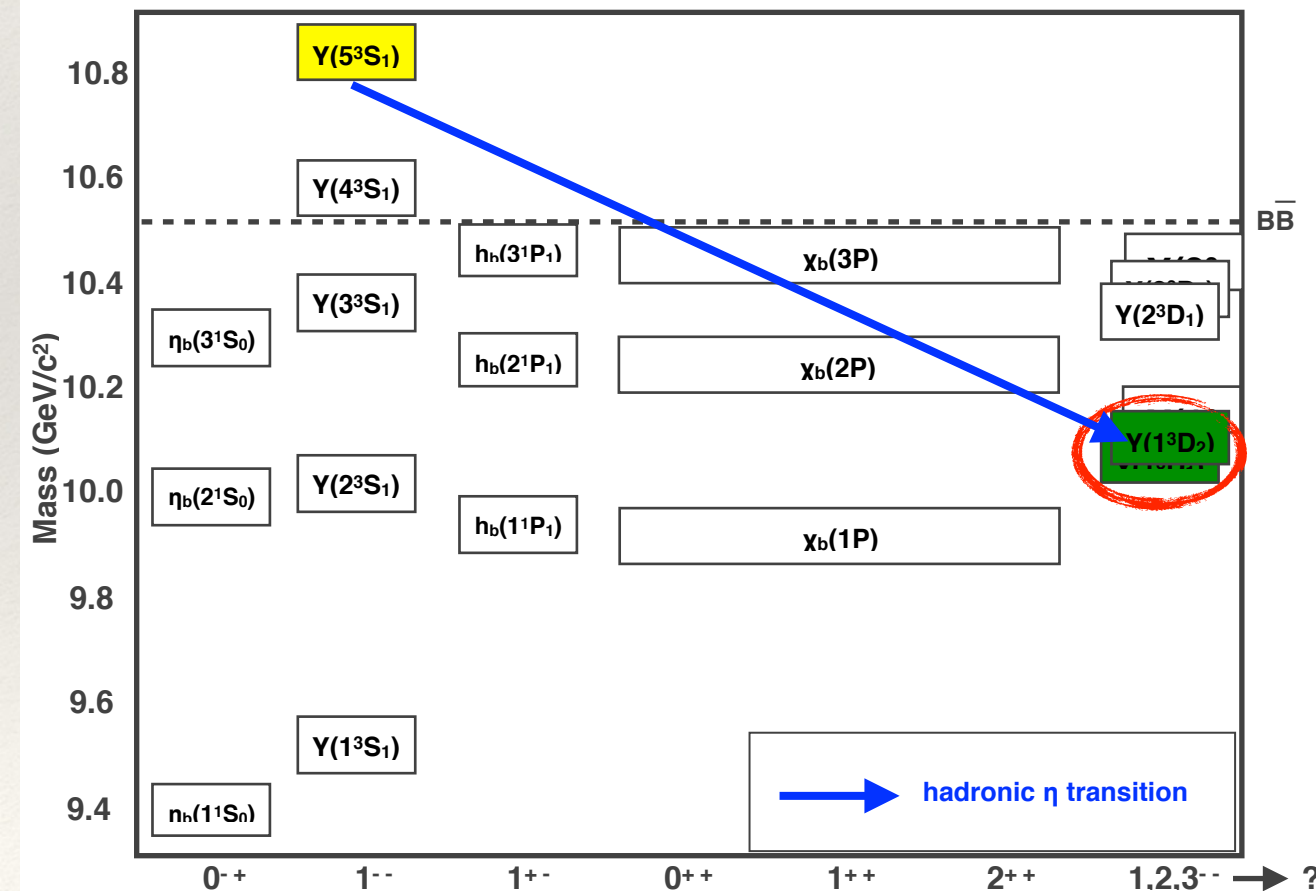 Υ(5³S₁)
10.8
10.6
Υ(4³S₁)
BB̅
hb(3¹P₁)
χb(3P)
10.4
Υ(3³S₁)
Υ(2³D₁)
ηb(3¹S₀)
hb(2¹P₁)
χb(2P)
10.2
Mass (GeV/c²)
Υ(1³D₂)
10.0
ηb(2¹S₀)
Υ(2³S₁)
hb(1¹P₁)
χb(1P)
9.8
9.6
Υ(1³S₁)
hadronic η transition
9.4
ηb(1¹S₀)
0⁻⁺ 1⁻⁻ 1⁺⁻ 0⁺⁺ 1⁺⁺ 2⁺⁺ 1,2,3⁻⁻ → ?